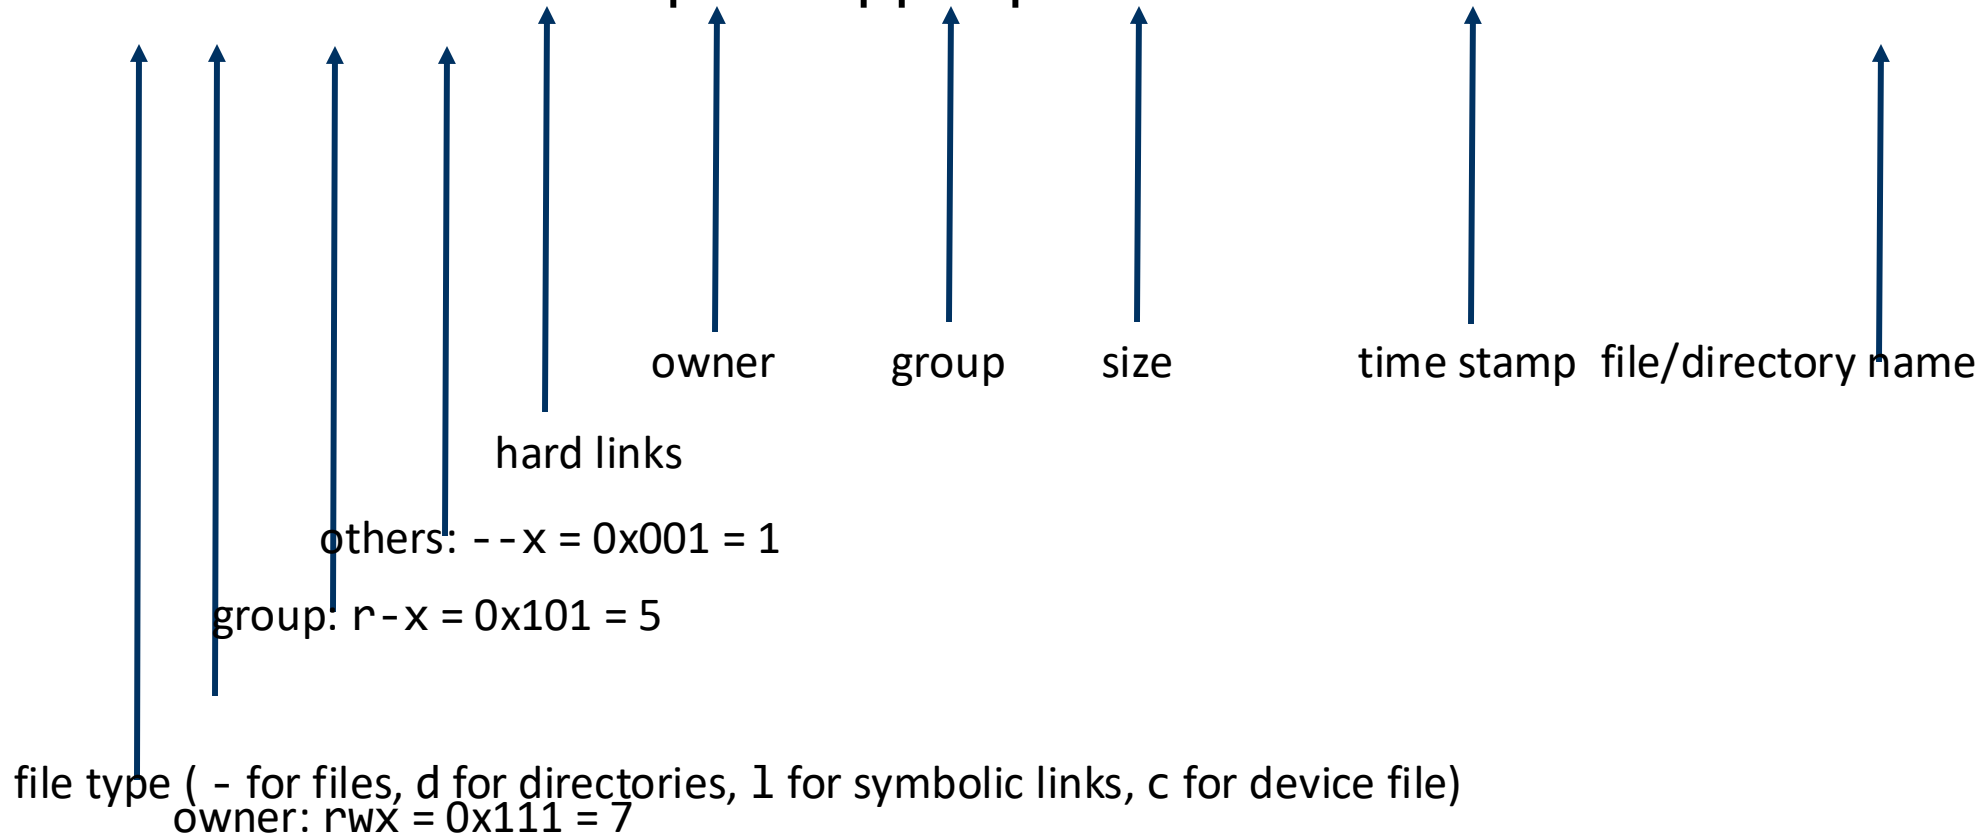 owner group size time stamp file/directory name
hard links
others: --x = 0x001 = 1
group: r-x = 0x101 = 5
file type ( - for files, d for directories, l for symbolic links, c for device file)
owner: rwx = 0x111 = 7